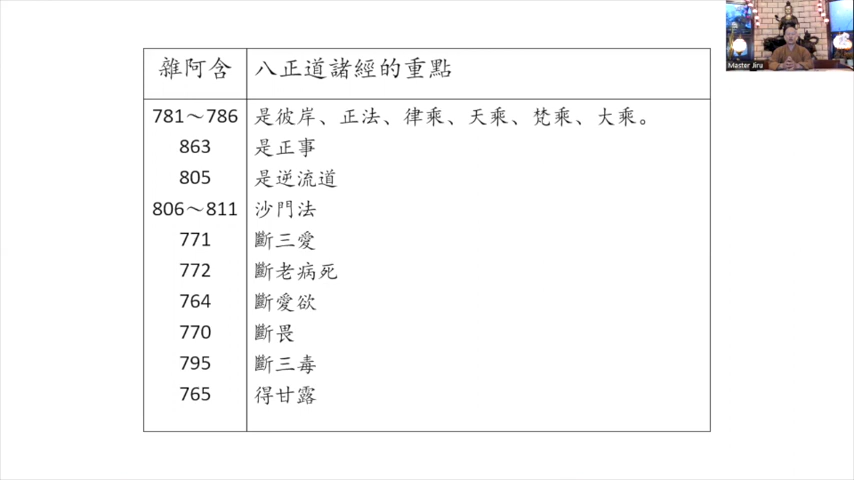 雜阿含 八正道諸經的重點
781～786 是彼岸、正法、律乘、天乘、梵乘、大乘。
863 是正事
805 是逆流道
806～811 沙門法
771 斷三愛
772 斷老病死
764 斷愛欲
770 斷畏
795 斷三毒
765 得甘露
Master Jiru